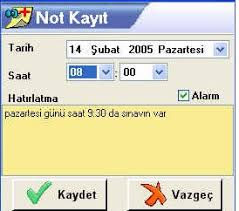 Not Kayıt
Tarih 14 Şubat 2005 Pazartesi
Saat 08 : 00
Hatırlatma Alarm
pazartesi günü saat 9:30 da sınavın var
Kaydet Vazgeç